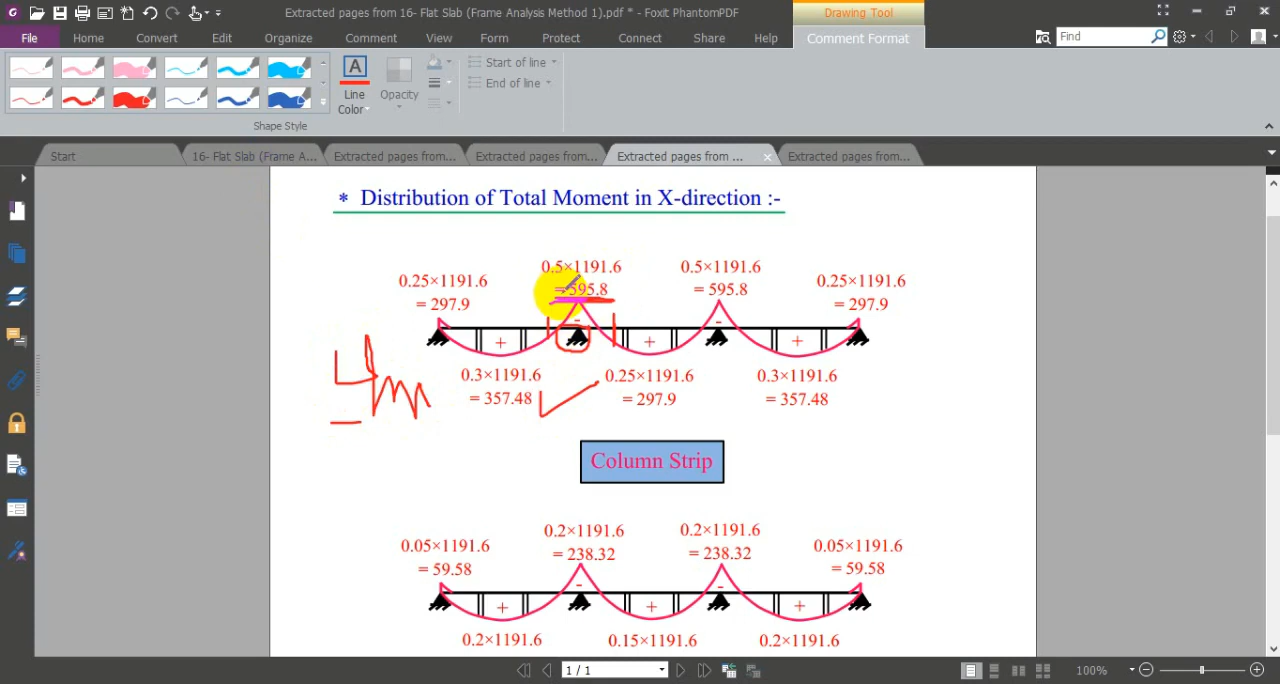 Extracted pages from 16- Flat Slab (Frame Analysis Method 1).pdf * - Foxit PhantomPDF
Drawing Tool
File Home Convert Edit Organize Comment View Form Protect Connect Share Help Comment Format
Find
Line Color
Opacity
Start of line
End of line
Shape Style
Start
16- Flat Slab (Frame A...
Extracted pages from...
Extracted pages from...
Extracted pages from ...
Extracted pages from...
* Distribution of Total Moment in X-direction :-
0.25×1191.6
= 297.9
0.5×1191.6
= 595.8
0.5×1191.6
= 595.8
0.25×1191.6
= 297.9
- -
+ + +
0.3×1191.6
= 357.48
0.25×1191.6
= 297.9
0.3×1191.6
= 357.48
Column Strip
0.05×1191.6
= 59.58
0.2×1191.6
= 238.32
0.2×1191.6
= 238.32
0.05×1191.6
= 59.58
- -
+ + +
0.2×1191.6
0.15×1191.6
0.2×1191.6
1 / 1
100%